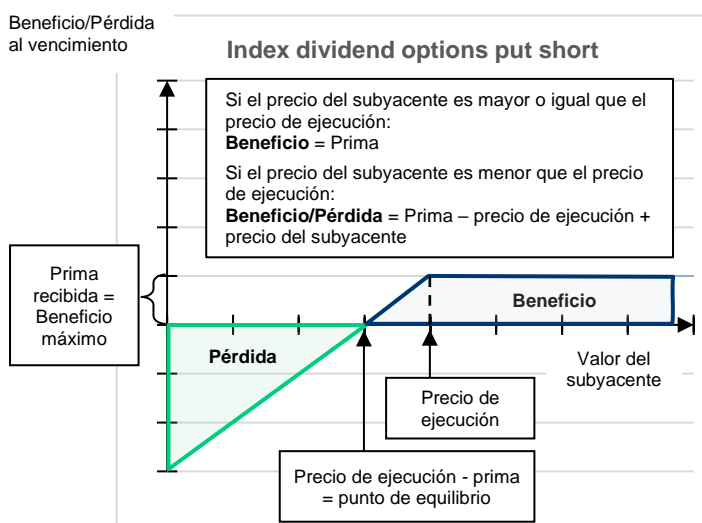 Beneficio/Pérdida
al vencimiento
Index dividend options put short
Si el precio del subyacente es mayor o igual que el
precio de ejecución:
Beneficio = Prima
Si el precio del subyacente es menor que el precio
de ejecución:
Beneficio/Pérdida = Prima – precio de ejecución +
precio del subyacente
Prima
recibida =
Beneficio
máximo
Beneficio
Pérdida
Valor del
subyacente
Precio de
ejecución
Precio de ejecución - prima
= punto de equilibrio